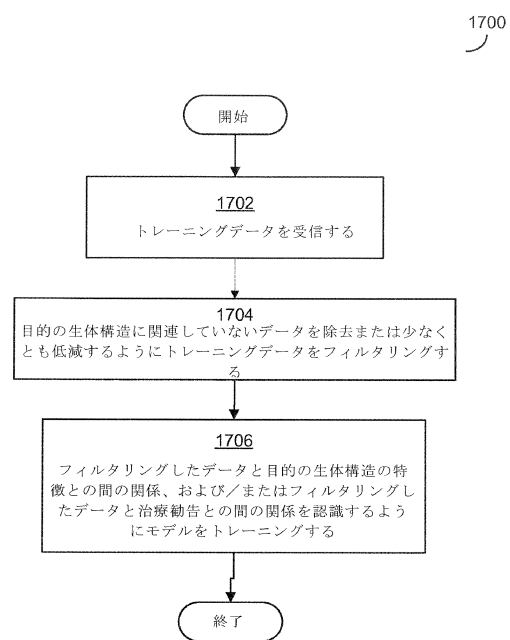 1700
開始
1702
トレーニングデータを受信する
1704
目的の生体構造に関連していないデータを除去または少なく
とも低減するようにトレーニングデータをフィルタリングす
る
1706
フィルタリングしたデータと目的の生体構造の特
徴との間の関係、および/またはフィルタリングし
たデータと治療勧告との間の関係を認識するよう
にモデルをトレーニングする
終了